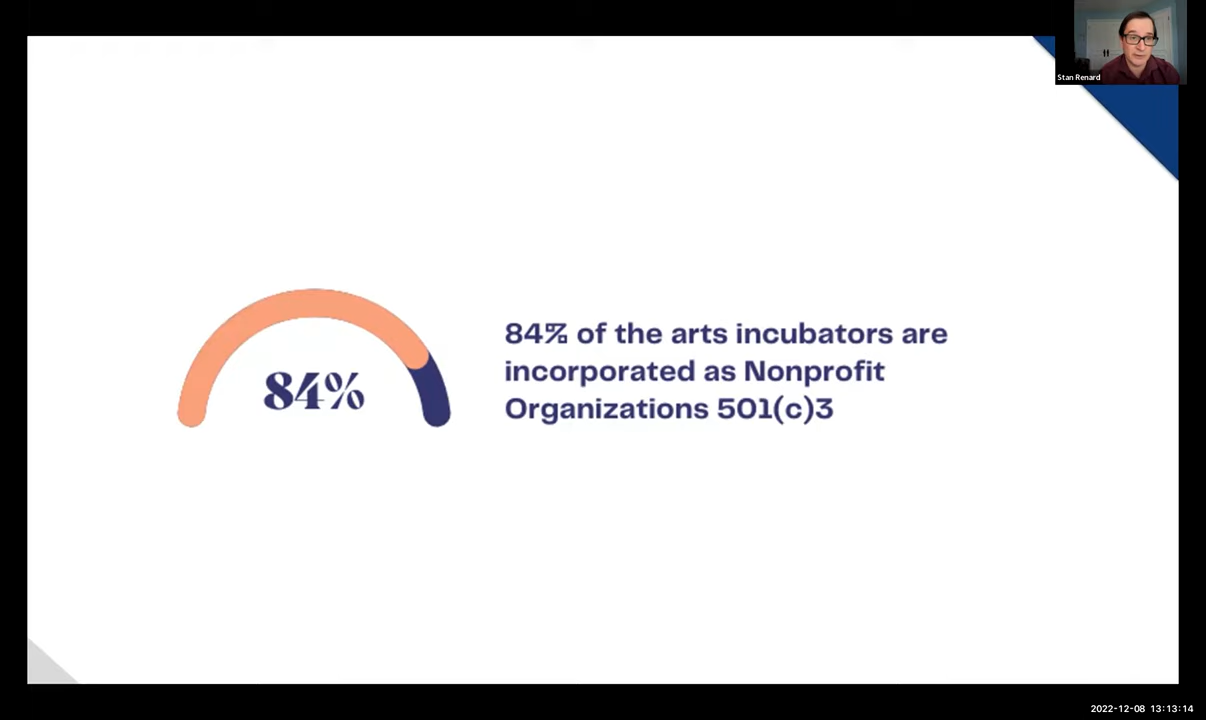 Stan Renard
84%
84% of the arts incubators are
incorporated as Nonprofit
Organizations 501(c)3
2022-12-08 13:13:14